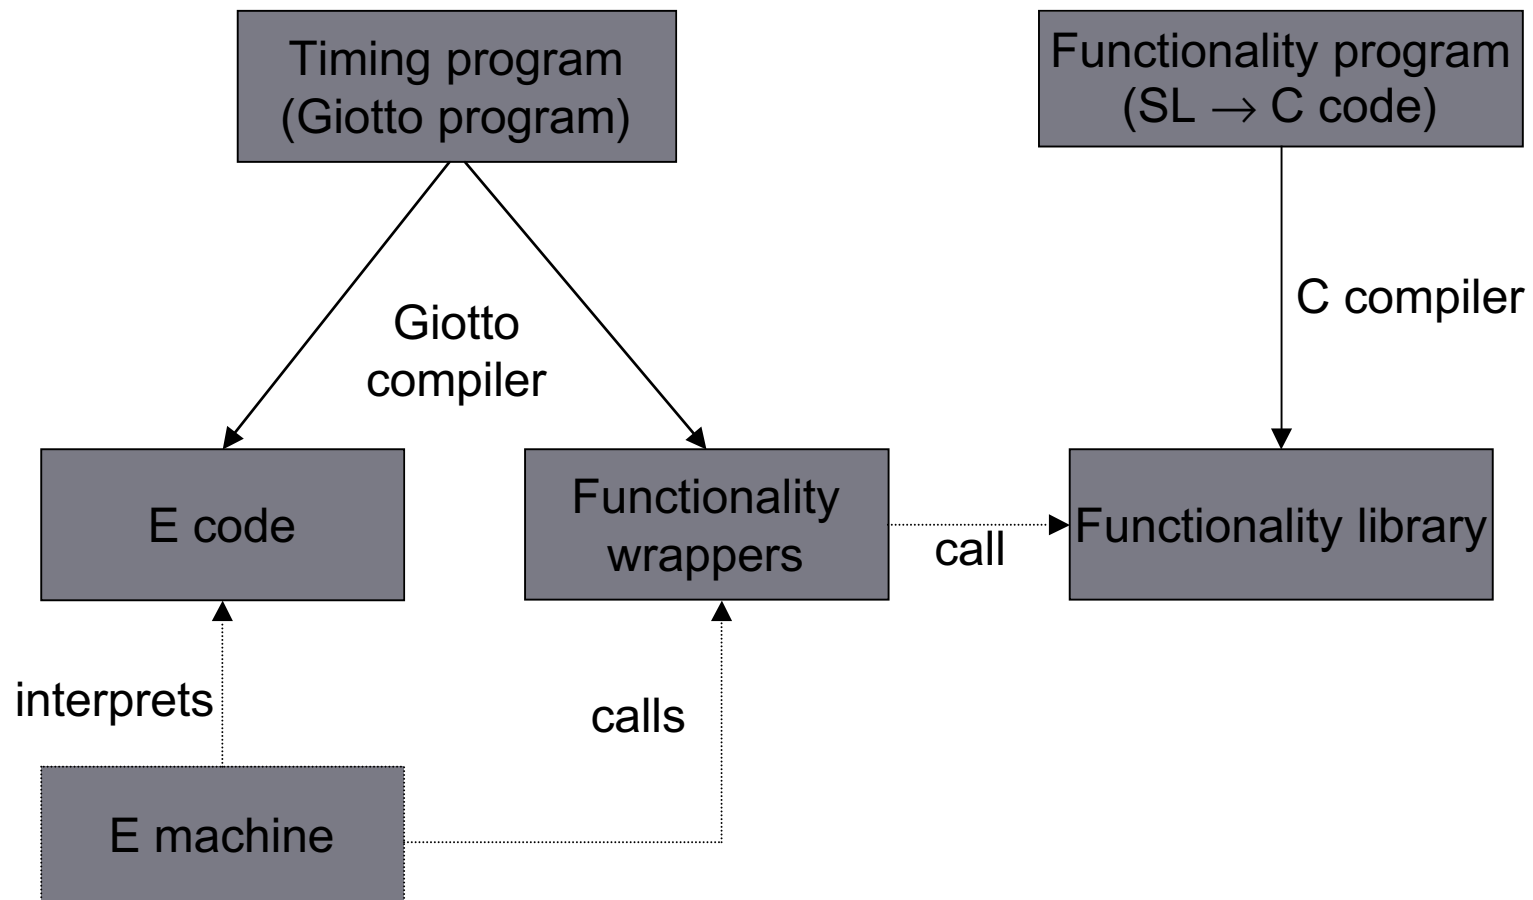 Timing program
(Giotto program)
Functionality program
(SL → C code)
Giotto
compiler
C compiler
E code
Functionality
wrappers
call
Functionality library
interprets
calls
E machine